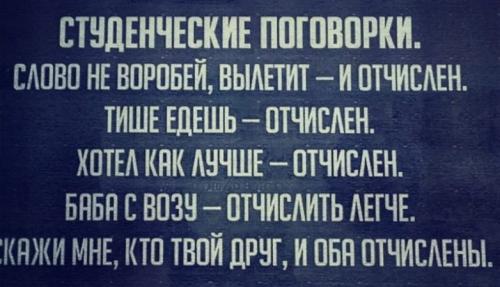 СТУДЕНЧЕСКИЕ ПОГОВОРКИ.
СЛОВО НЕ ВОРОБЕЙ, ВЫЛЕТИТ – И ОТЧИСЛЕН.
ТИШЕ ЕДЕШЬ – ОТЧИСЛЕН.
ХОТЕЛ КАК ЛУЧШЕ – ОТЧИСЛЕН.
БАБА С ВОЗУ – ОТЧИСЛИТЬ ЛЕГЧЕ.
СКАЖИ МНЕ, КТО ТВОЙ ДРУГ, И ОБА ОТЧИСЛЕНЫ.